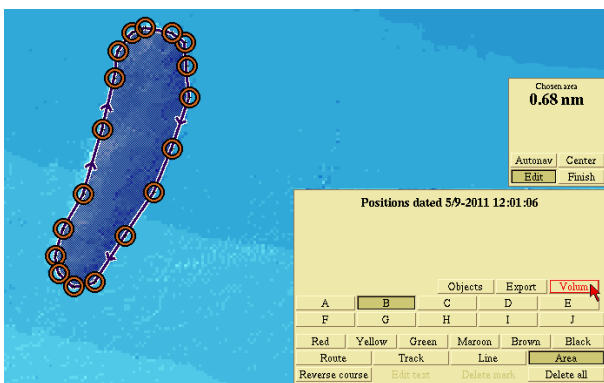 Chosen area
0.68 nm
Autonav Center
Edit Finish
Positions dated 5/9-2011 12:01:06
Objects Export Volum
A B C D E
F G H I J
Red Yellow Green Maroon Brown Black
Route Track Line Area
Reverse course Edit text Delete mark Delete all